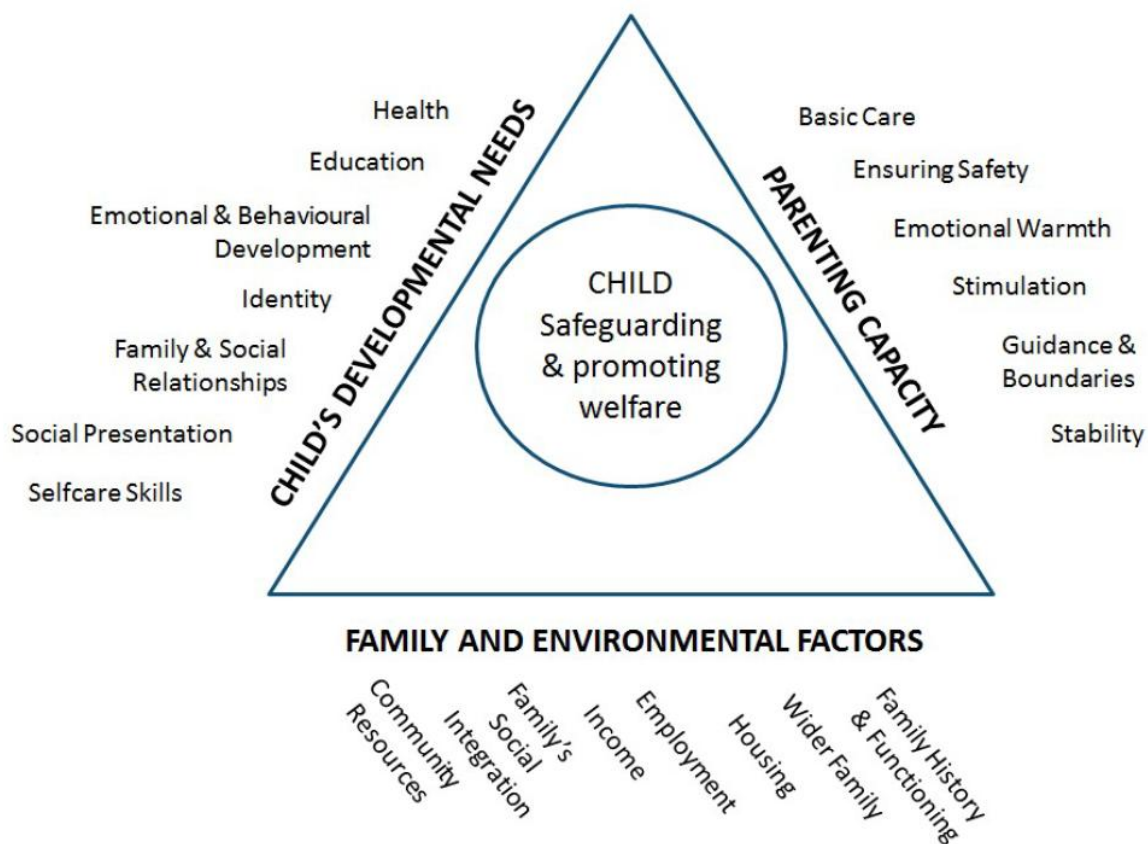 Health
Education
Emotional & Behavioural
Development
Identity
Family & Social
Relationships
Social Presentation
Selfcare Skills
CHILD'S DEVELOPMENTAL NEEDS
CHILD
Safeguarding
& promoting
welfare
PARENTING CAPACITY
Basic Care
Ensuring Safety
Emotional Warmth
Stimulation
Guidance &
Boundaries
Stability
FAMILY AND ENVIRONMENTAL FACTORS
Community
Resources
Family's
Social
Integration
Income
Employment
Housing
Wider Family
Family History
& Functioning